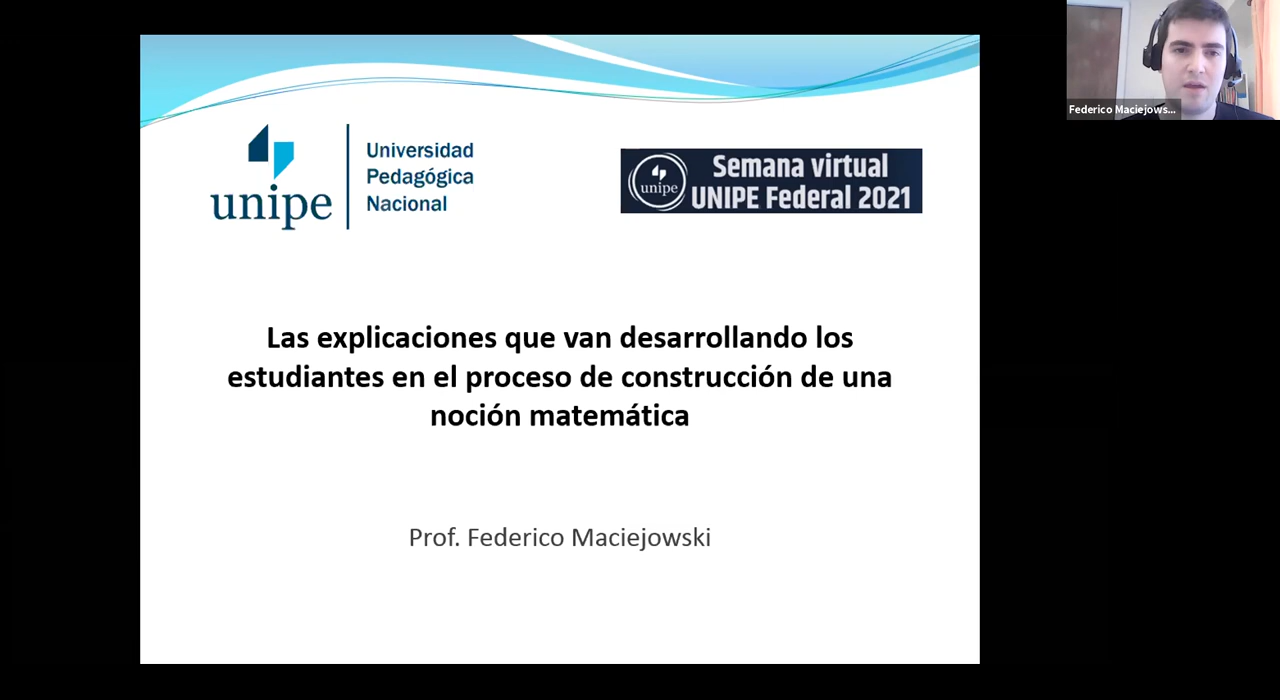 Federico Maciejows...
unipe
Universidad
Pedagógica
Nacional
unipe
Semana virtual
UNIPE Federal 2021
Las explicaciones que van desarrollando los
estudiantes en el proceso de construcción de una
noción matemática
Prof. Federico Maciejowski